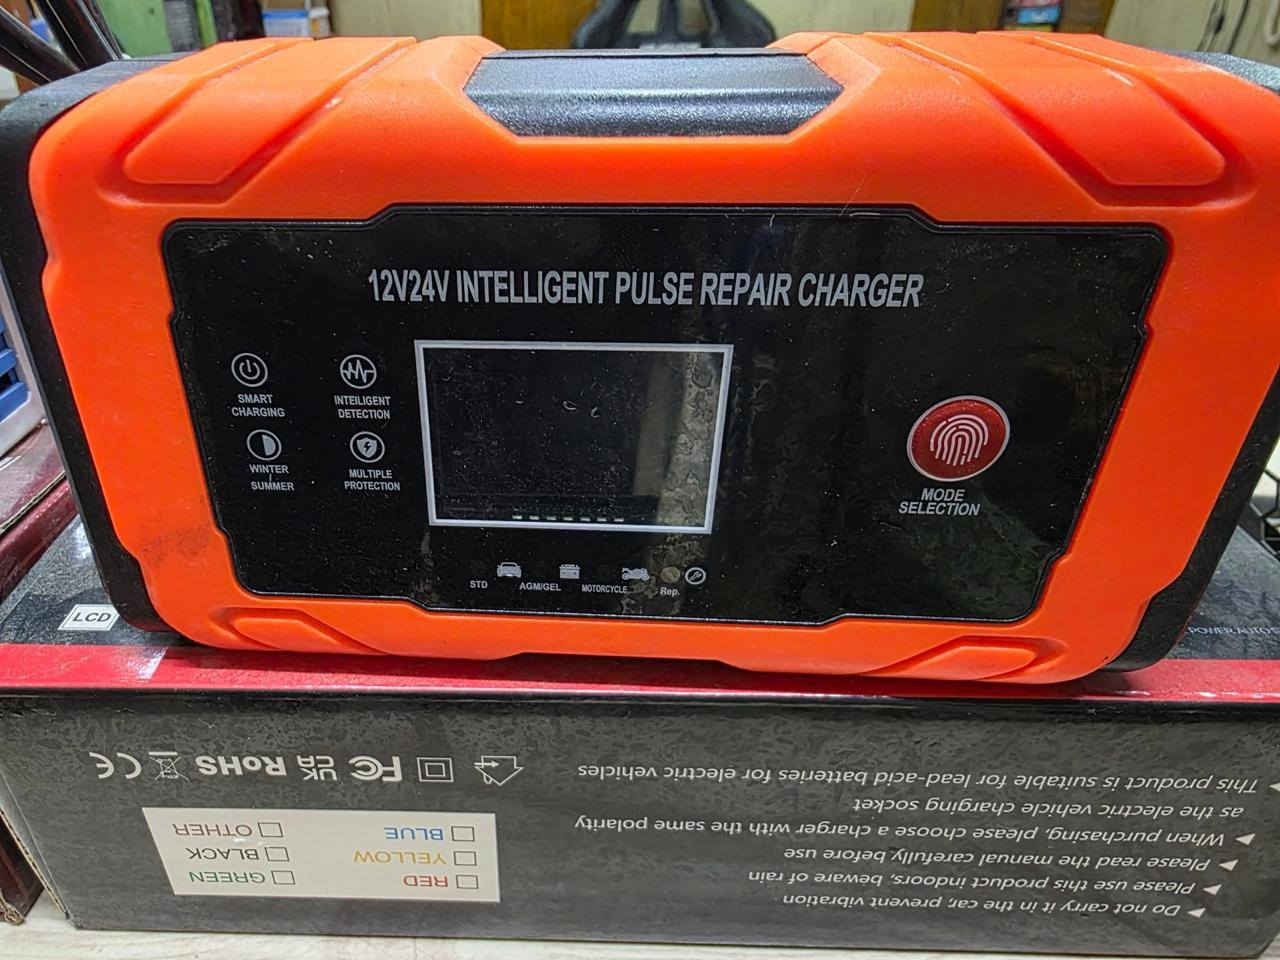 12V24V INTELLIGENT PULSE REPAIR CHARGER
SMART
CHARGING
INTEILIGENT
DETECTION
WINTER
/
SUMMER
MULTIPLE
PROTECTION
MODE
SELECTION
STD
AGM/GEL
MOTORCYCLE
Rep.
LCD
POWER AUTO
Do not carry it in the car, prevent vibration
Please use this product indoors, beware of rain
Please read the manual carefully before use
When purchasing, please choose a charger with the same polarity
as the electric vehicle charging socket
This product is suitable for lead-acid batteries for electric vehicles
RED
GREEN
YELLOW
BLACK
BLUE
OTHER
FC
UK
CA
RoHS
CE